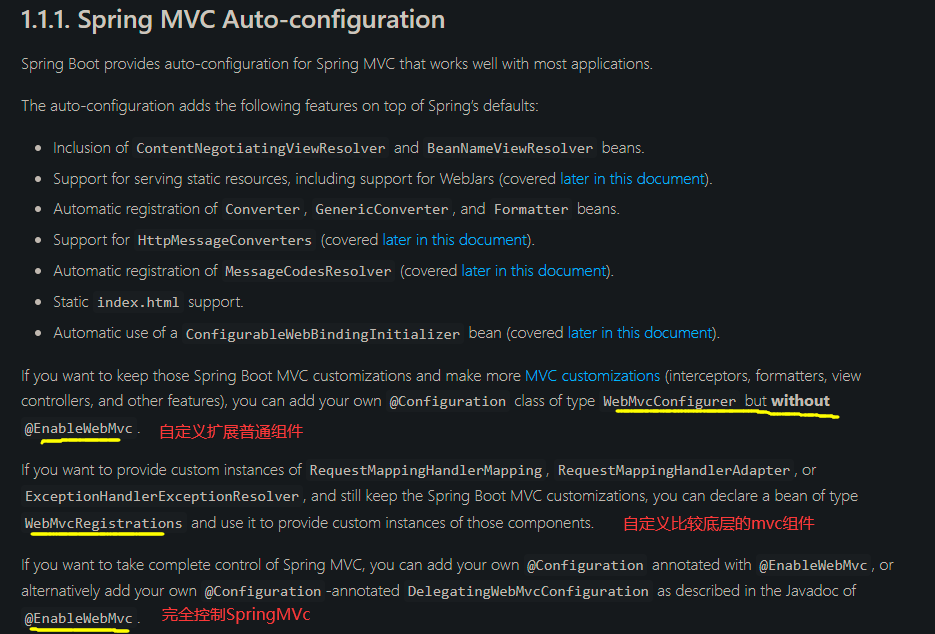 1.1.1. Spring MVC Auto-configuration
Spring Boot provides auto-configuration for Spring MVC that works well with most applications.
The auto-configuration adds the following features on top of Spring's defaults:
• Inclusion of ContentNegotiatingViewResolver and BeanNameViewResolver beans.
• Support for serving static resources, including support for WebJars (covered later in this document).
• Automatic registration of Converter, GenericConverter, and Formatter beans.
• Support for HttpMessageConverters (covered later in this document).
• Automatic registration of MessageCodesResolver (covered later in this document).
• Static index.html support.
• Automatic use of a ConfigurableWebBindingInitializer bean (covered later in this document).
If you want to keep those Spring Boot MVC customizations and make more MVC customizations (interceptors, formatters, view
controllers, and other features), you can add your own @Configuration class of type WebMvcConfigurer but without
@EnableWebMvc. 自定义扩展普通组件
If you want to provide custom instances of RequestMappingHandlerMapping, RequestMappingHandlerAdapter, or
ExceptionHandlerExceptionResolver, and still keep the Spring Boot MVC customizations, you can declare a bean of type
WebMvcRegistrations and use it to provide custom instances of those components. 自定义比较底层的mvc组件
If you want to take complete control of Spring MVC, you can add your own @Configuration annotated with @EnableWebMvc, or
alternatively add your own @Configuration-annotated DelegatingWebMvcConfiguration as described in the Javadoc of
@EnableWebMvc. 完全控制SpringMVc